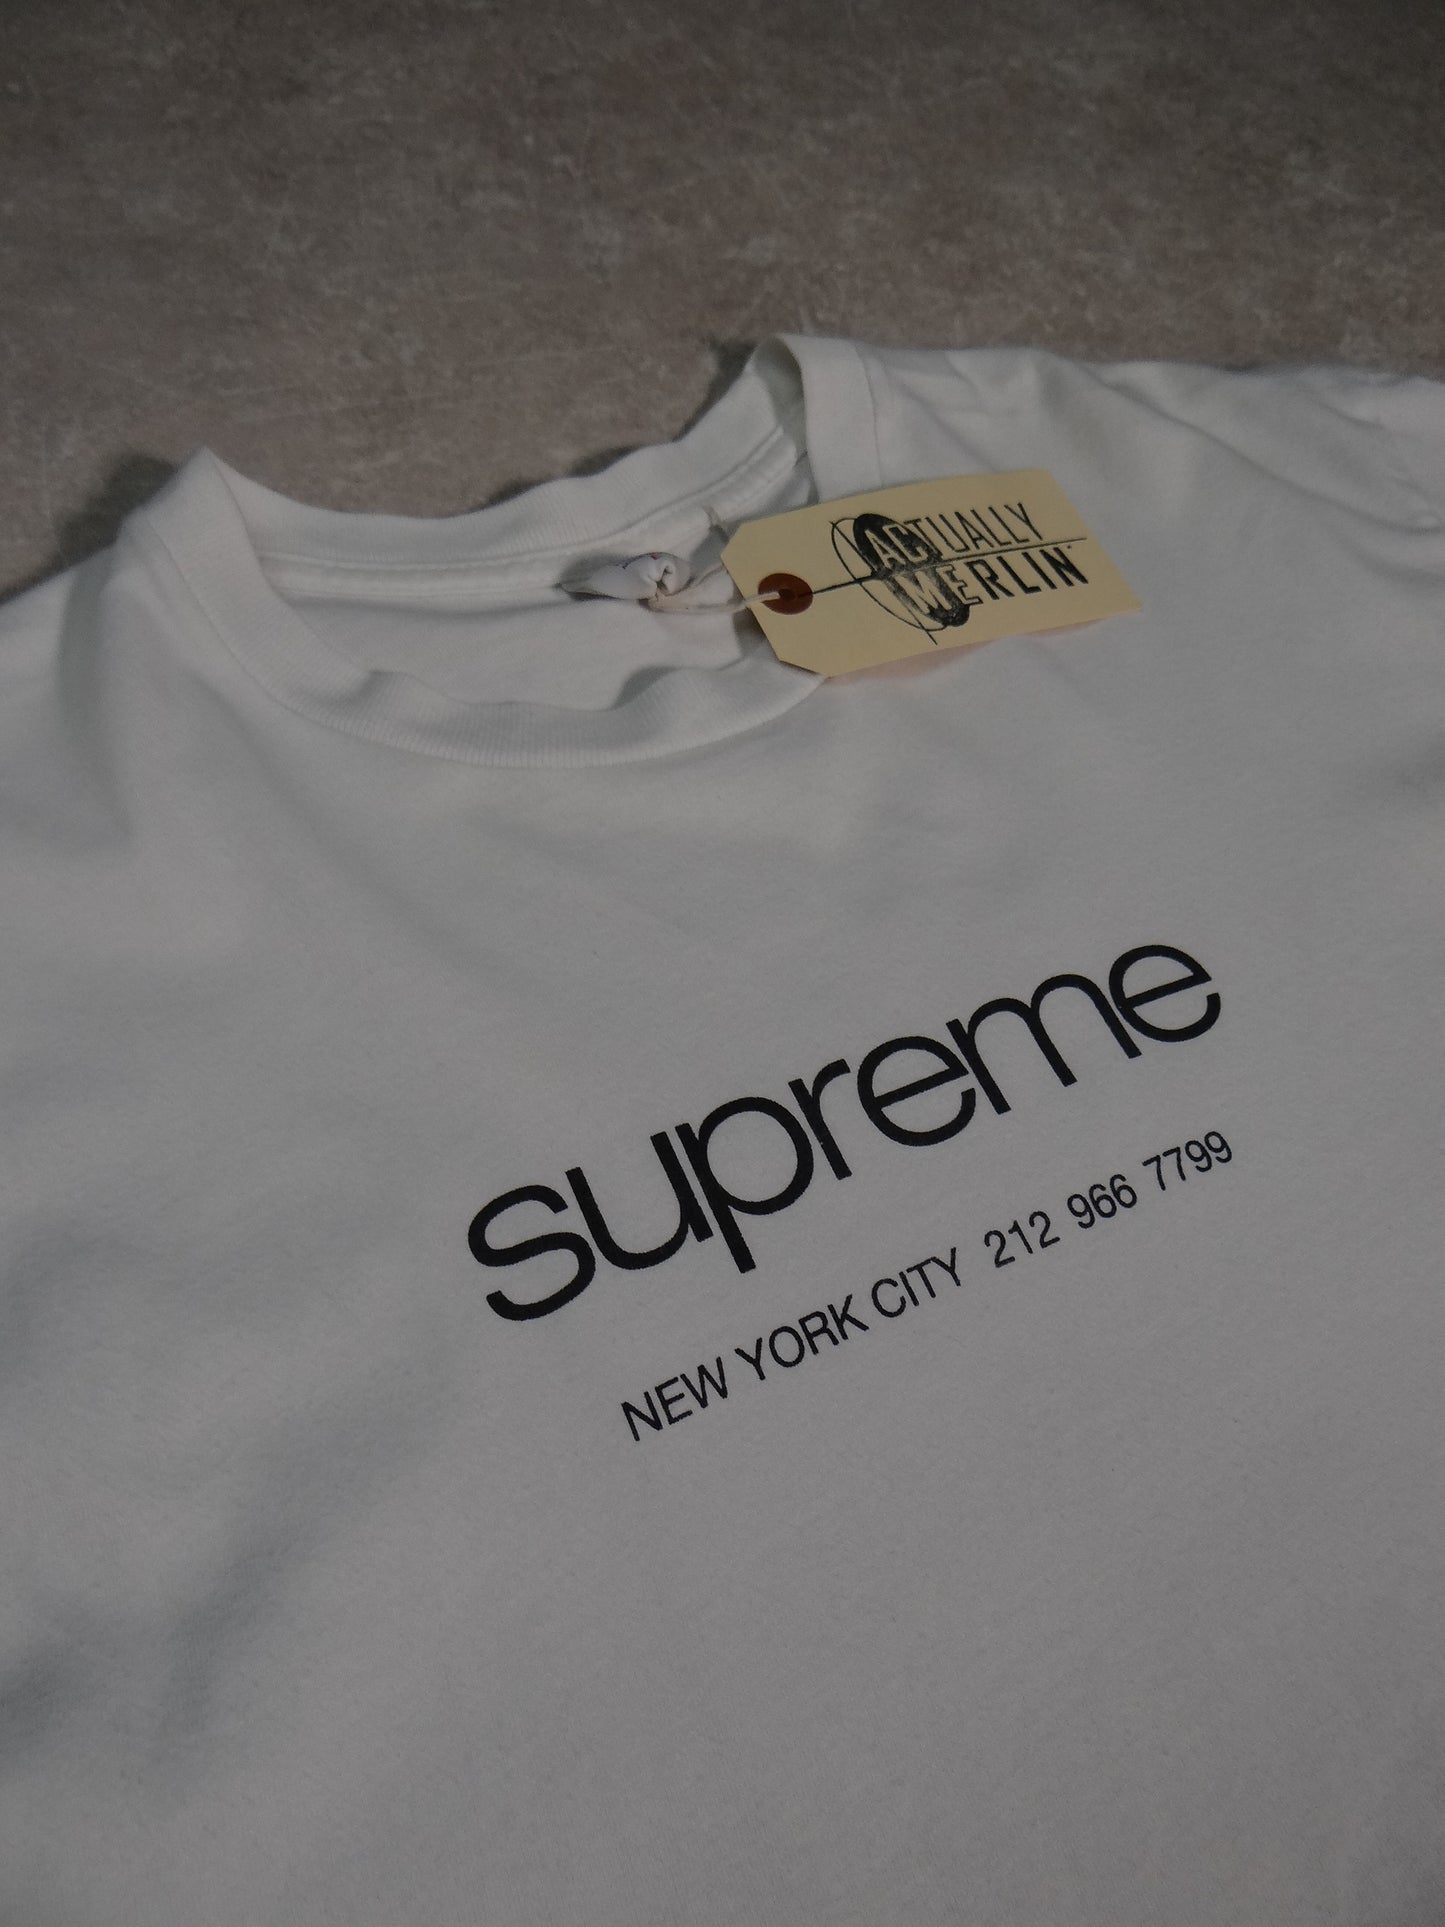 ACTUALLY
MERLIN
supreme
NEW YORK CITY 212 966 7799